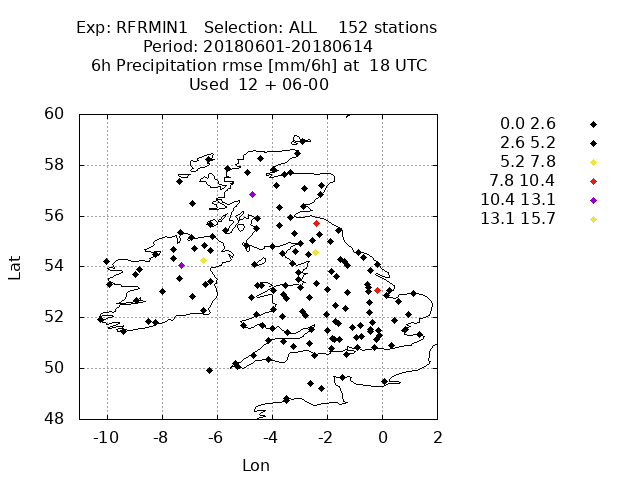 Exp: RFRMIN1 Selection: ALL 152 stations
Period: 20180601-20180614
6h Precipitation rmse [mm/6h] at 18 UTC
Used 12 + 06-00
60
58
56
54
52
50
48
-10 -8 -6 -4 -2 0 2
Lat
Lon
0.0 2.6
2.6 5.2
5.2 7.8
7.8 10.4
10.4 13.1
13.1 15.7